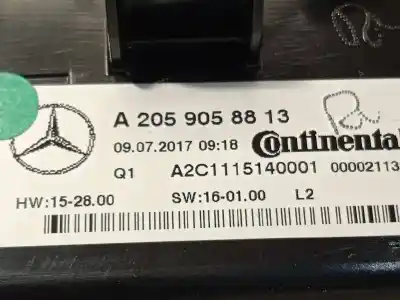 A 205 905 88 13
09.07.2017 09:18 Continental
Q1 A2C1115140001 00002113
HW:15-28.00 SW:16-01.00 L2